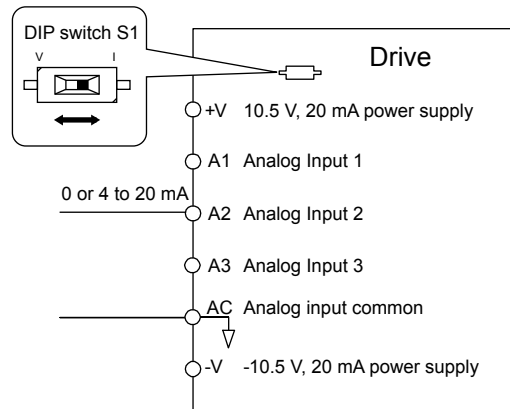 DIP switch S1
V I
Drive
+V 10.5 V, 20 mA power supply
A1 Analog Input 1
0 or 4 to 20 mA
A2 Analog Input 2
A3 Analog Input 3
AC Analog input common
-V -10.5 V, 20 mA power supply